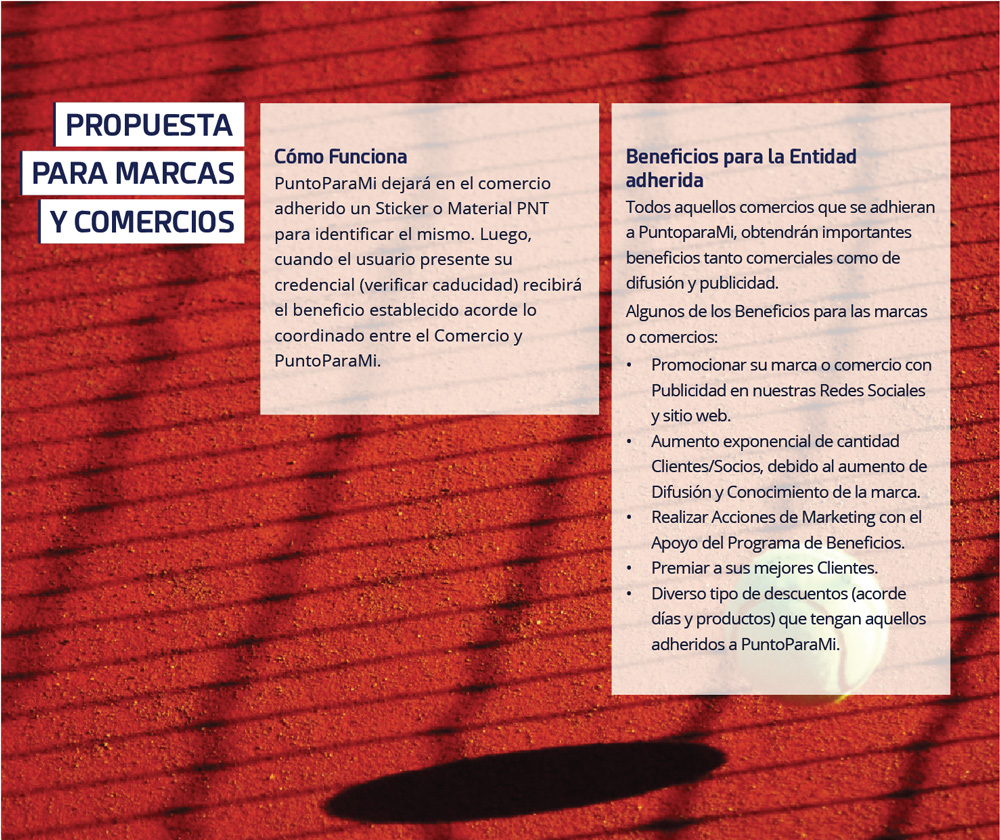 PROPUESTA
PARA MARCAS
Y COMERCIOS
Cómo Funciona
PuntoParaMi dejará en el comercio
adherido un Sticker o Material PNT
para identificar el mismo. Luego,
cuando el usuario presente su
credencial (verificar caducidad) recibirá
el beneficio establecido acorde lo
coordinado entre el Comercio y
PuntoParaMi.
Beneficios para la Entidad
adherida
Todos aquellos comercios que se adhieran
a PuntoparaMi, obtendrán importantes
beneficios tanto comerciales como de
difusión y publicidad.
Algunos de los Beneficios para las marcas
o comercios:
• Promocionar su marca o comercio con
Publicidad en nuestras Redes Sociales
y sitio web.
• Aumento exponencial de cantidad
Clientes/Socios, debido al aumento de
Difusión y Conocimiento de la marca.
• Realizar Acciones de Marketing con el
Apoyo del Programa de Beneficios.
• Premiar a sus mejores Clientes.
• Diverso tipo de descuentos (acorde
días y productos) que tengan aquellos
adheridos a PuntoParaMi.